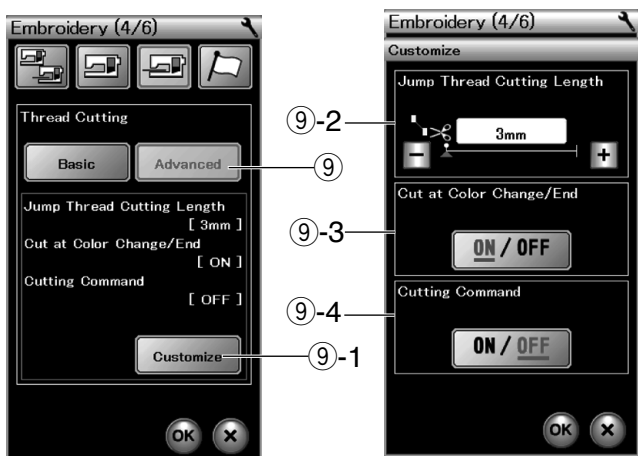 Embroidery (4/6)
Thread Cutting
Basic
Advanced
Jump Thread Cutting Length
[ 3mm ]
Cut at Color Change/End
[ ON ]
Cutting Command
[ OFF ]
Customize
OK
X
⑨
⑨-1
⑨-2
⑨-3
⑨-4
Embroidery (4/6)
Customize
Jump Thread Cutting Length
3mm
− +
Cut at Color Change/End
ON / OFF
Cutting Command
ON / OFF
OK
X